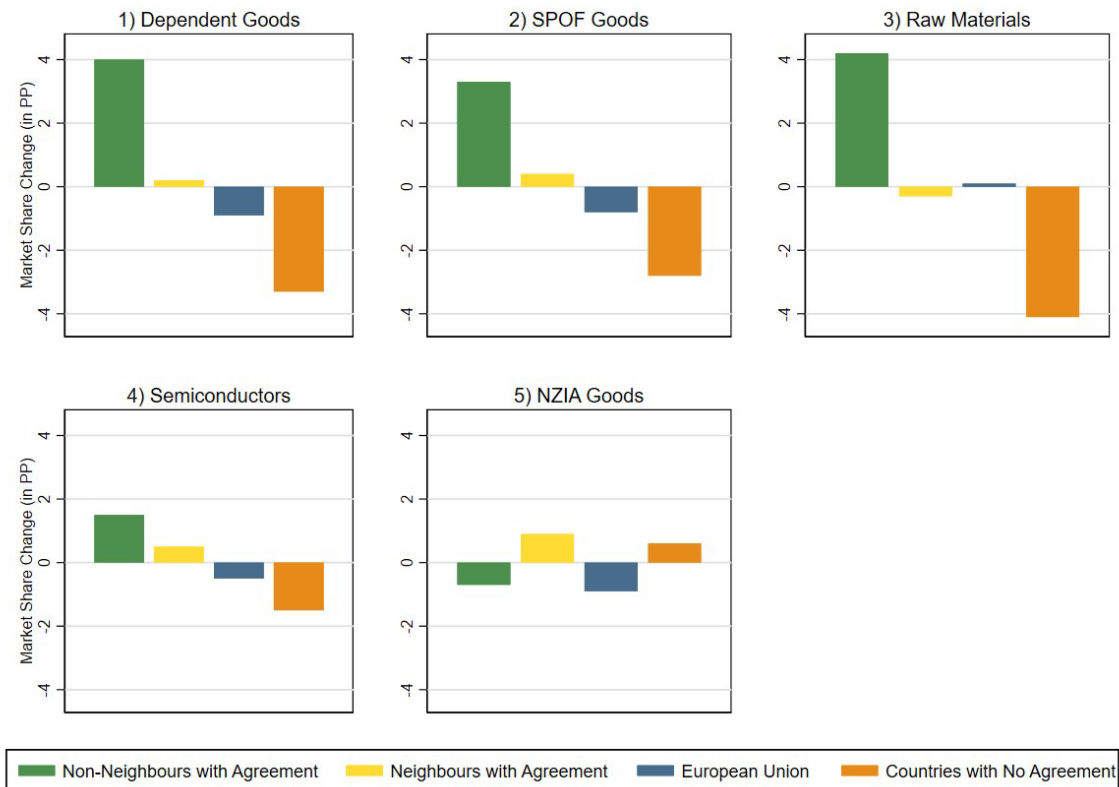 1) Dependent Goods
2) SPOF Goods
3) Raw Materials
Market Share Change (in PP)
4
2
0
-2
-4
4
2
0
-2
-4
4
2
0
-2
-4
4) Semiconductors
5) NZIA Goods
Market Share Change (in PP)
4
2
0
-2
-4
4
2
0
-2
-4
Non-Neighbours with Agreement
Neighbours with Agreement
European Union
Countries with No Agreement